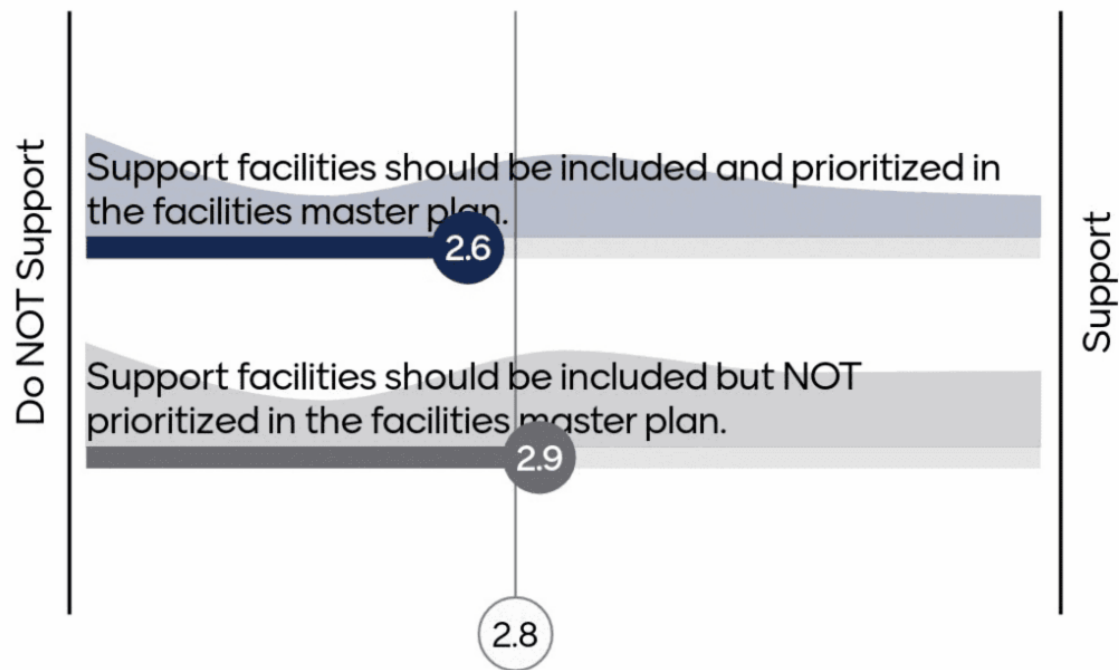 Do NOT Support
Support facilities should be included and prioritized in
the facilities master plan.
2.6
Support facilities should be included but NOT
prioritized in the facilities master plan.
2.9
2.8
Support